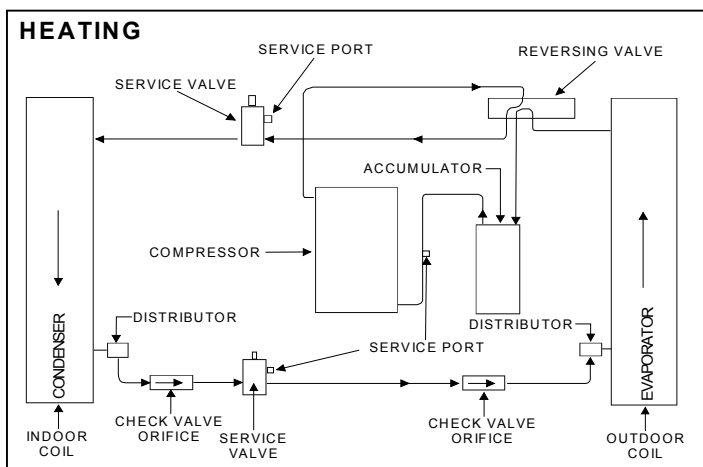 HEATING
SERVICE PORT
REVERSING VALVE
SERVICE VALVE
ACCUMULATOR
COMPRESSOR
DISTRIBUTOR
DISTRIBUTOR
SERVICE PORT
CONDENSER
EVAPORATOR
CHECK VALVE
ORIFICE
SERVICE
VALVE
CHECK VALVE
ORIFICE
INDOOR
COIL
OUTDOOR
COIL